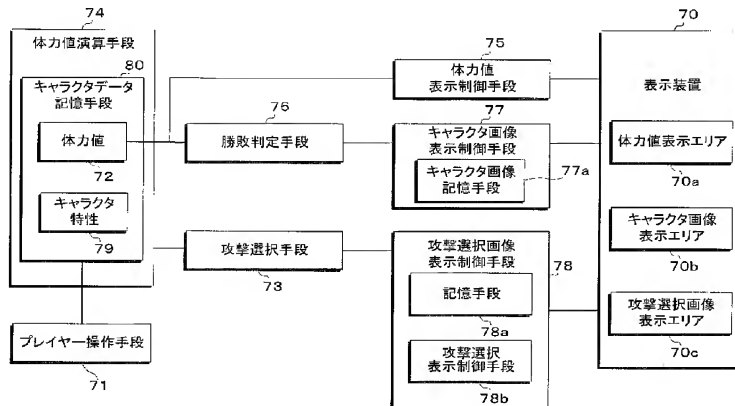 74
体力値演算手段
80
キャラクタデータ
記憶手段
体力値
72
キャラクタ
特性
79
プレイヤー操作手段
71
76
勝敗判定手段
攻撃選択手段
73
75
体力値
表示制御手段
77
キャラクタ画像
表示制御手段
キャラクタ画像
記憶手段
77a
攻撃選択画像
表示制御手段
78
記憶手段
78a
攻撃選択
表示制御手段
78b
70
表示装置
体力値表示エリア
70a
キャラクタ画像
表示エリア
70b
攻撃選択画像
表示エリア
70c